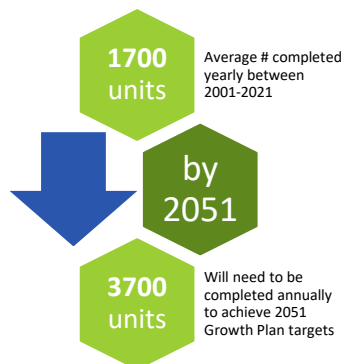 1700
units
Average # completed
yearly between
2001-2021
by
2051
3700
units
Will need to be
completed annually
to achieve 2051
Growth Plan targets